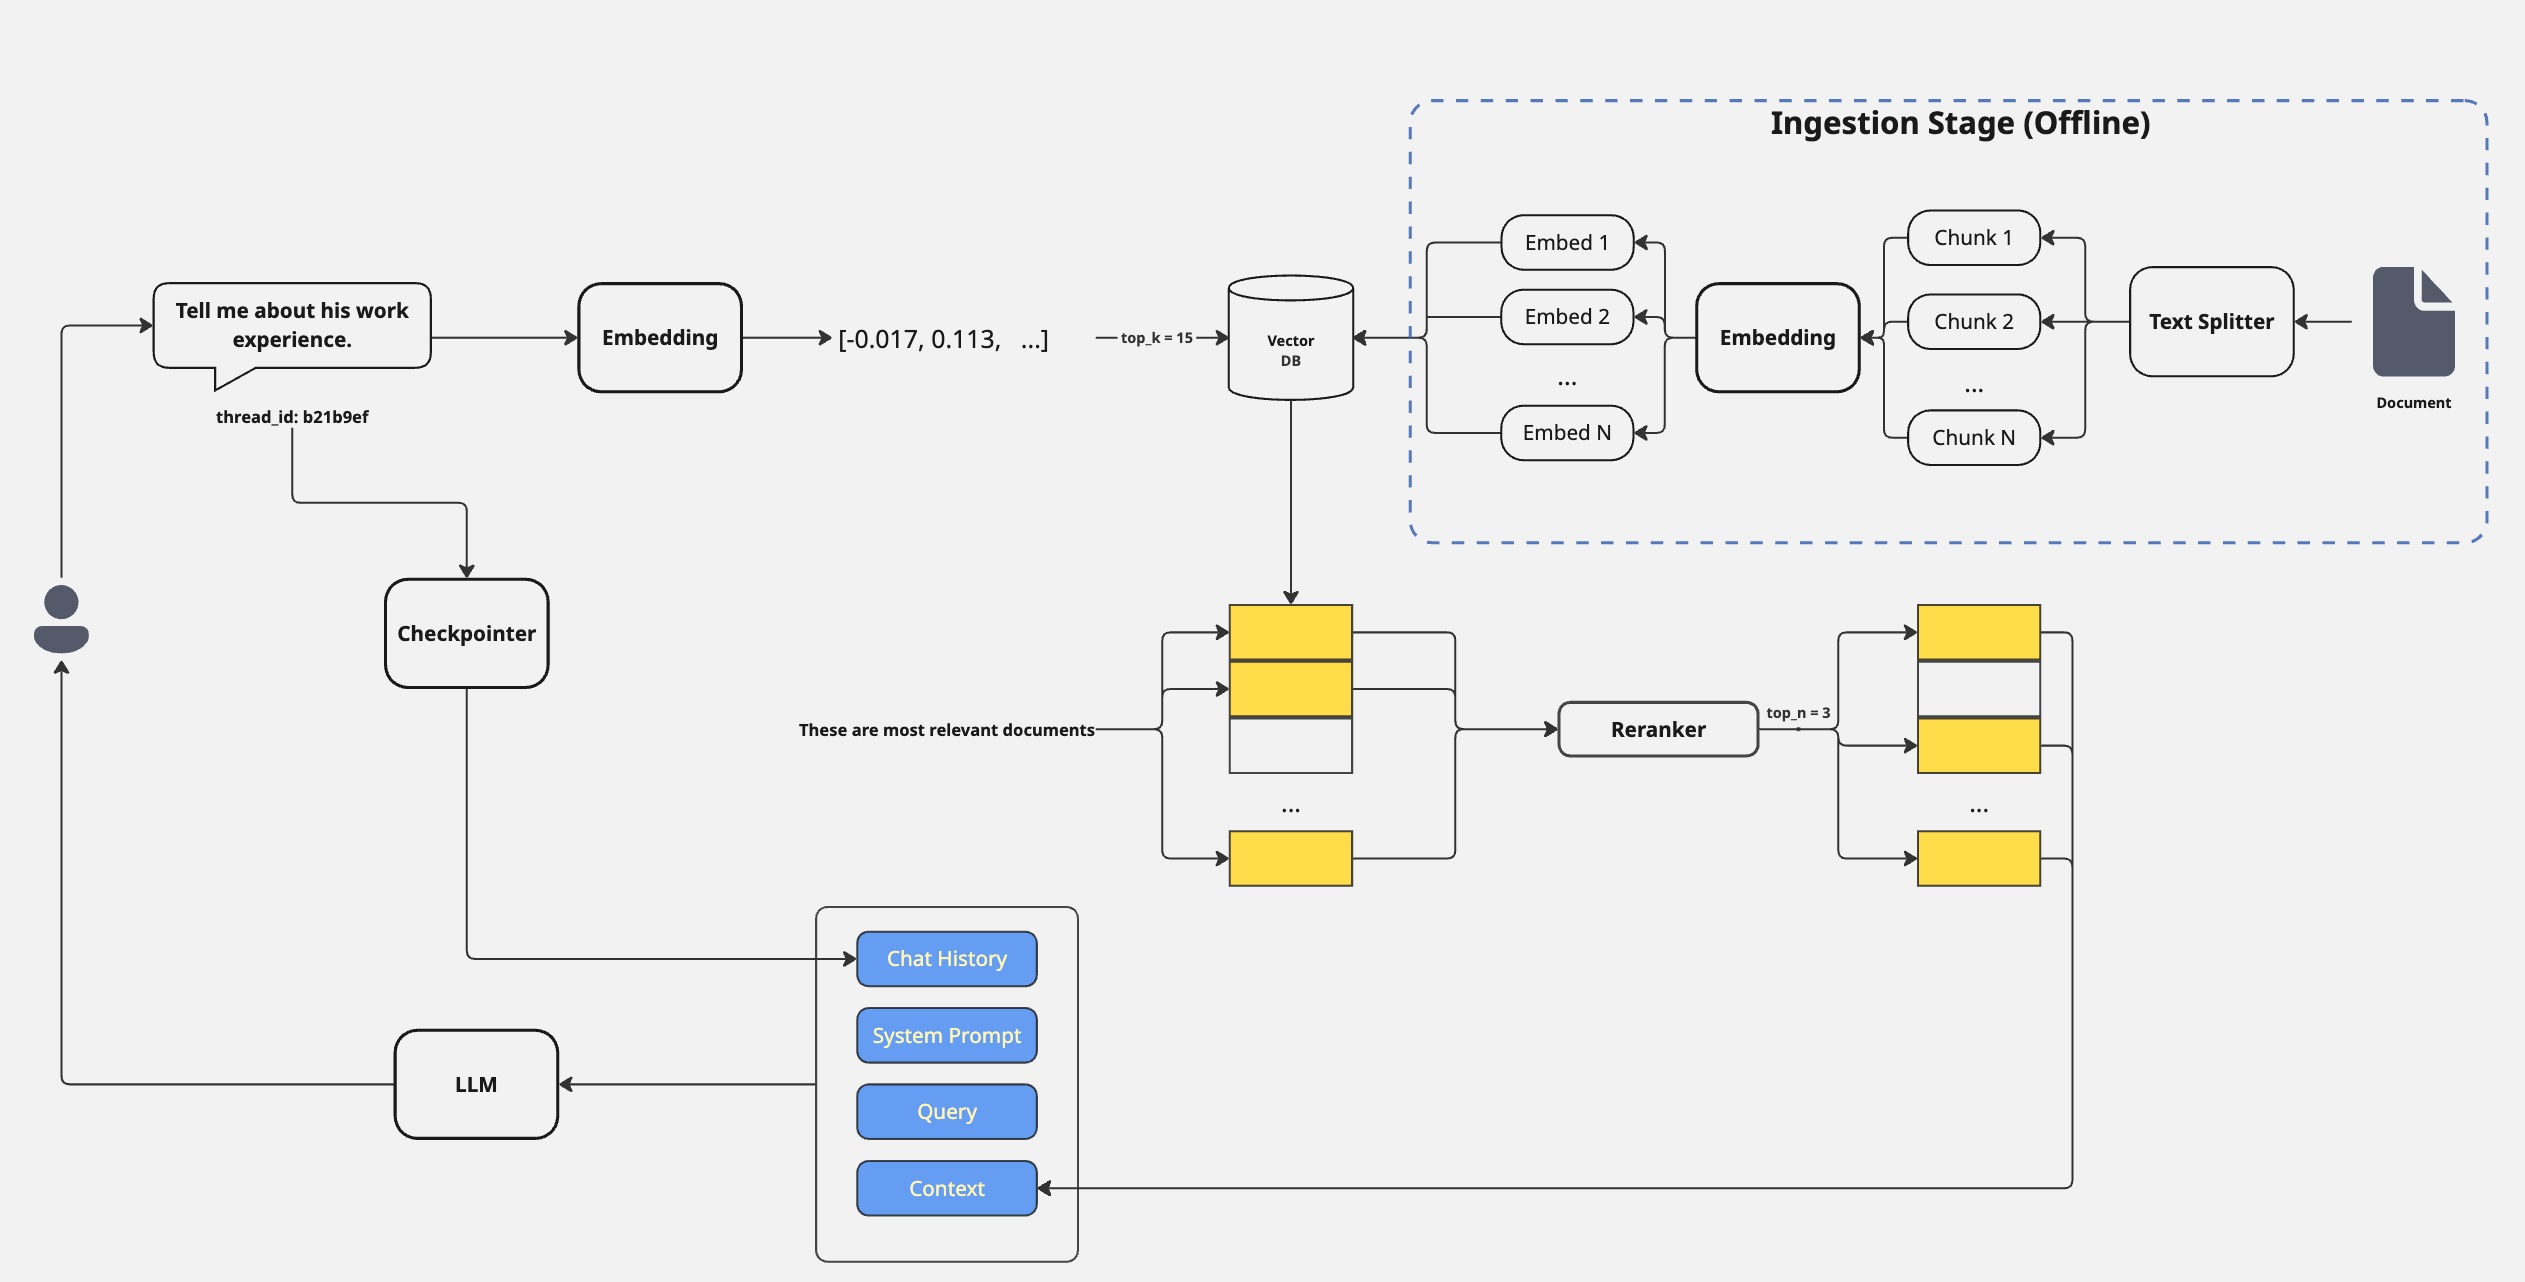 Ingestion Stage (Offline)
Tell me about his work
experience.
thread_id: b21b9ef
Embedding
[-0.017, 0.113, ...]
top_k = 15
Vector
DB
Embed 1
Embed 2
...
Embed N
Embedding
Chunk 1
Chunk 2
...
Chunk N
Text Splitter
Document
Checkpointer
These are most relevant documents
...
Reranker
top_n = 3
...
Chat History
System Prompt
Query
Context
LLM